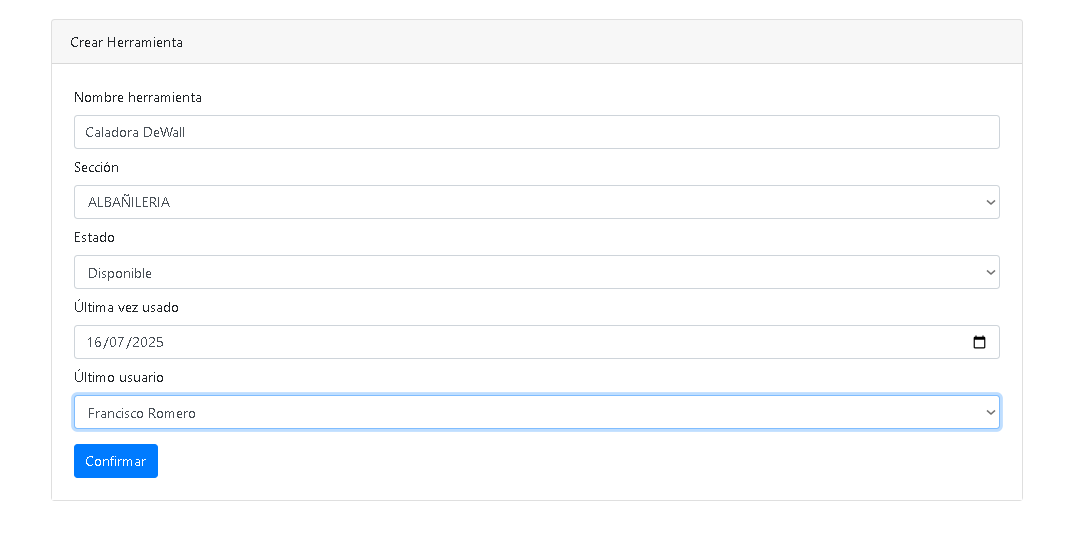 Crear Herramienta
Nombre herramienta
Caladora DeWall
Sección
ALBAÑILERIA
Estado
Disponible
Última vez usado
16/07/2025
Último usuario
Francisco Romero
Confirmar